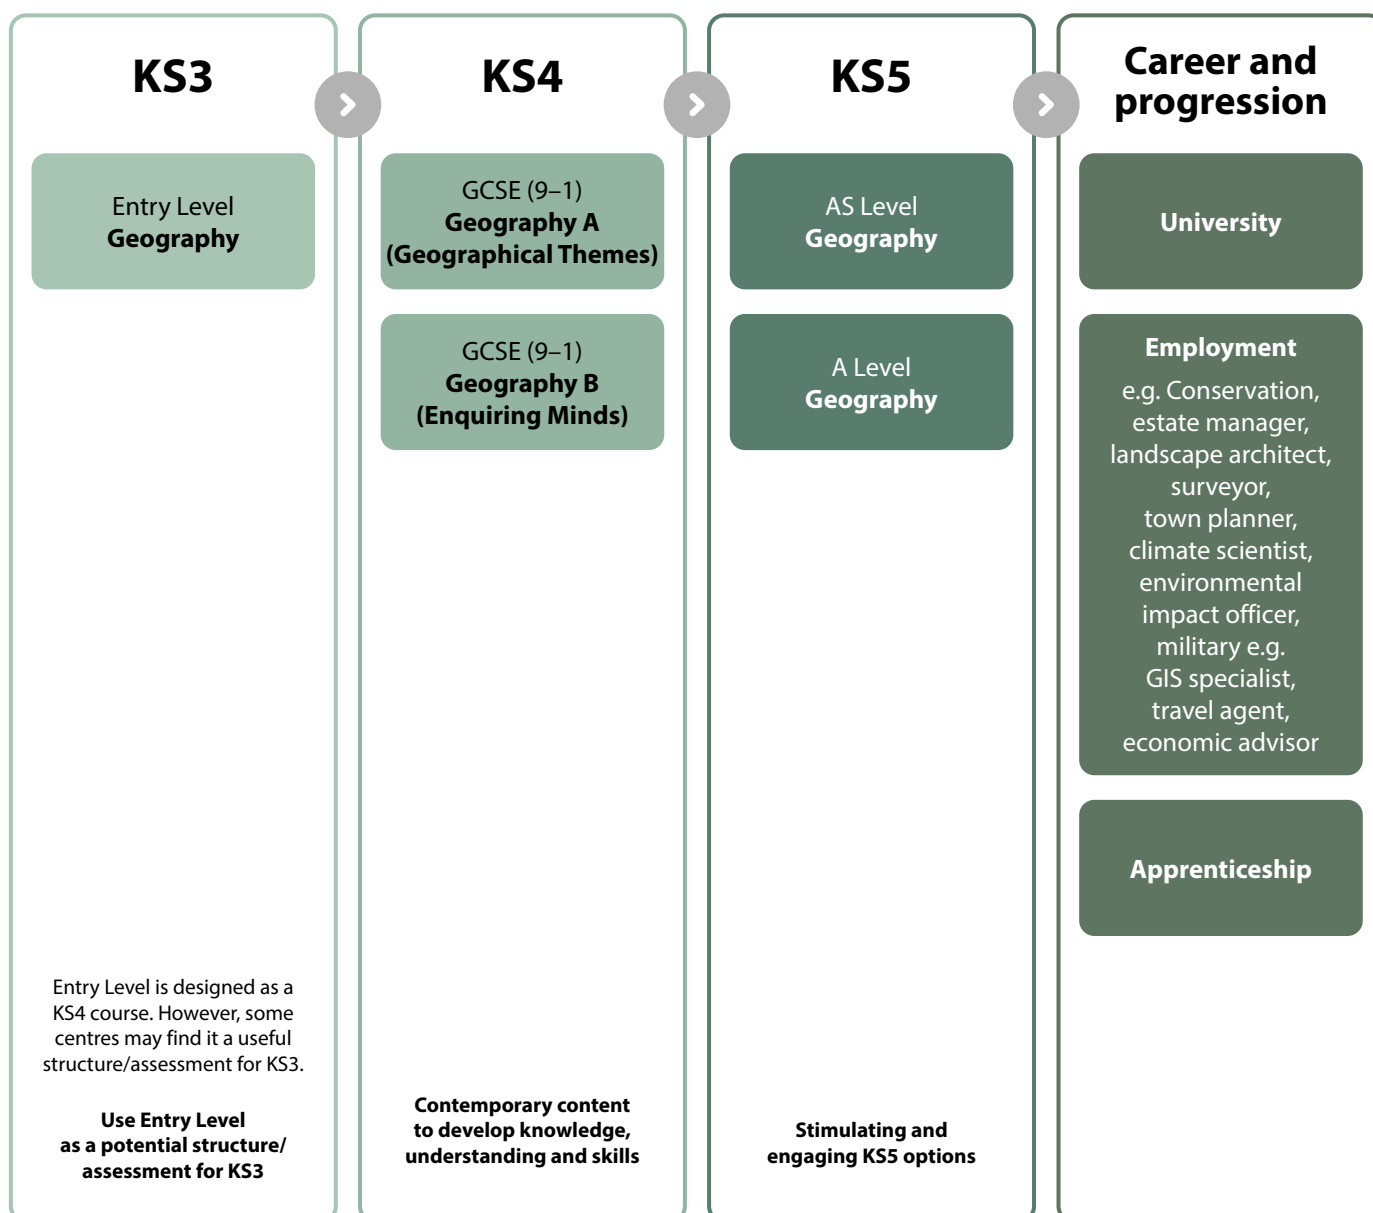 KS3
Entry Level
Geography
Entry Level is designed as a
KS4 course. However, some
centres may find it a useful
structure/assessment for KS3.
Use Entry Level
as a potential structure/
assessment for KS3
KS4
GCSE (9–1)
Geography A
(Geographical Themes)
GCSE (9–1)
Geography B
(Enquiring Minds)
Contemporary content
to develop knowledge,
understanding and skills
KS5
AS Level
Geography
A Level
Geography
Stimulating and
engaging KS5 options
Career and
progression
University
Employment
e.g. Conservation,
estate manager,
landscape architect,
surveyor,
town planner,
climate scientist,
environmental
impact officer,
military e.g.
GIS specialist,
travel agent,
economic advisor
Apprenticeship